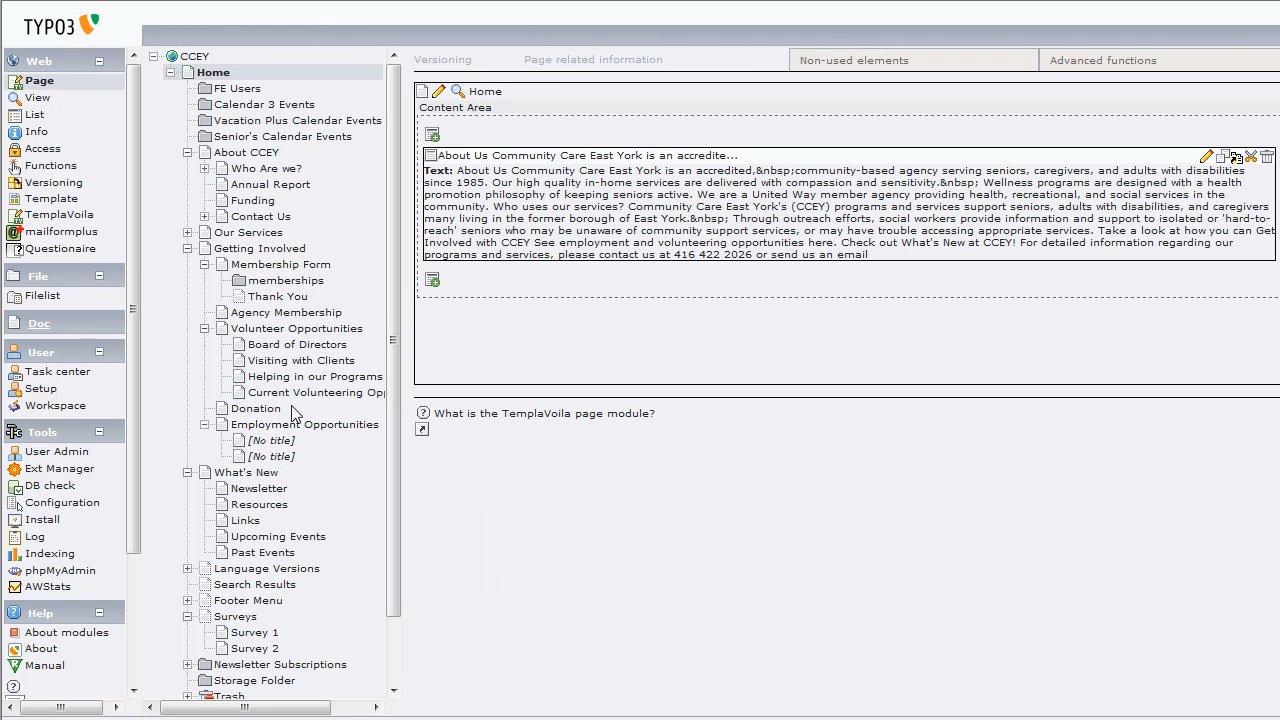 TYPO3
Web
Page
View
List
Info
Access
Functions
Versioning
Template
TemplaVoila
mailformplus
Questionaire
File
Filelist
Doc
User
Task center
Setup
Workspace
Tools
User Admin
Ext Manager
DB check
Configuration
Install
Log
Indexing
phpMyAdmin
AWStats
Help
About modules
About
Manual
CCEY
Home
FE Users
Calendar 3 Events
Vacation Plus Calendar Events
Senior's Calendar Events
About CCEY
Who Are we?
Annual Report
Funding
Contact Us
Our Services
Getting Involved
Membership Form
memberships
Thank You
Agency Membership
Volunteer Opportunities
Board of Directors
Visiting with Clients
Helping in our Programs
Current Volunteering Opp
Donation
Employment Opportunities
[No title]
[No title]
What's New
Newsletter
Resources
Links
Upcoming Events
Past Events
Language Versions
Search Results
Footer Menu
Surveys
Survey 1
Survey 2
Newsletter Subscriptions
Storage Folder
Trash
Versioning
Page related information
Non-used elements
Advanced functions
Home
Content Area
About Us Community Care East York is an accredite...
Text: About Us Community Care East York is an accredited,&nbsp;community-based agency serving seniors, caregivers, and adults with disabilities
since 1985. Our high quality in-home services are delivered with compassion and sensitivity.&nbsp; Wellness programs are designed with a health
promotion philosophy of keeping seniors active. We are a United Way member agency providing health, recreational, and social services in the
community. Who uses our services? Community Care East York's (CCEY) programs and services support seniors, adults with disabilities, and caregivers
many living in the former borough of East York.&nbsp; Through outreach efforts, social workers provide information and support to isolated or 'hard-to-
reach' seniors who may be unaware of community support services, or may have trouble accessing appropriate services. Take a look at how you can Get
Involved with CCEY See employment and volunteering opportunities here. Check out What's New at CCEY! For detailed information regarding our
programs and services, please contact us at 416 422 2026 or send us an email
What is the TemplaVoila page module?